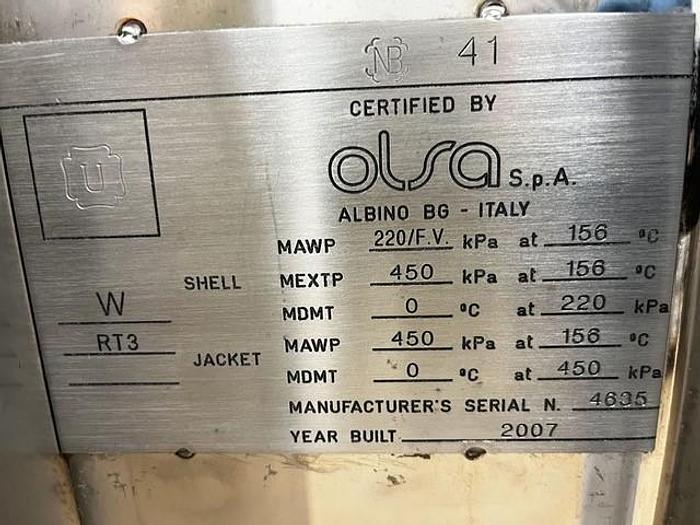 NB 41
CERTIFIED BY
U
olsa S.p.A.
ALBINO BG - ITALY
MAWP 220/F.V. kPa at 156 °C
SHELL MEXTP 450 kPa at 156 °C
W MDMT 0 °C at 220 kPa
RT3 JACKET MAWP 450 kPa at 156 °C
MDMT 0 °C at 450 kPa
MANUFACTURER'S SERIAL N. 4635
YEAR BUILT 2007